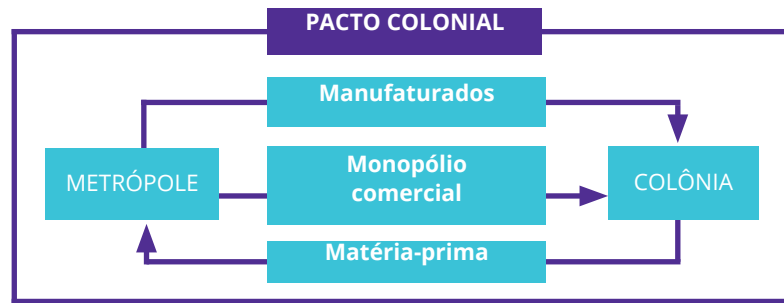 PACTO COLONIAL
Manufaturados
METRÓPOLE
Monopólio
comercial
COLÔNIA
Matéria-prima